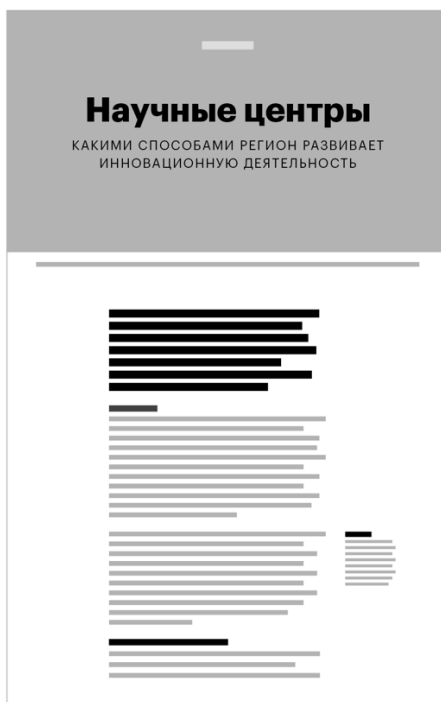 Научные центры
КАКИМИ СПОСОБАМИ РЕГИОН РАЗВИВАЕТ
ИННОВАЦИОННУЮ ДЕЯТЕЛЬНОСТЬ